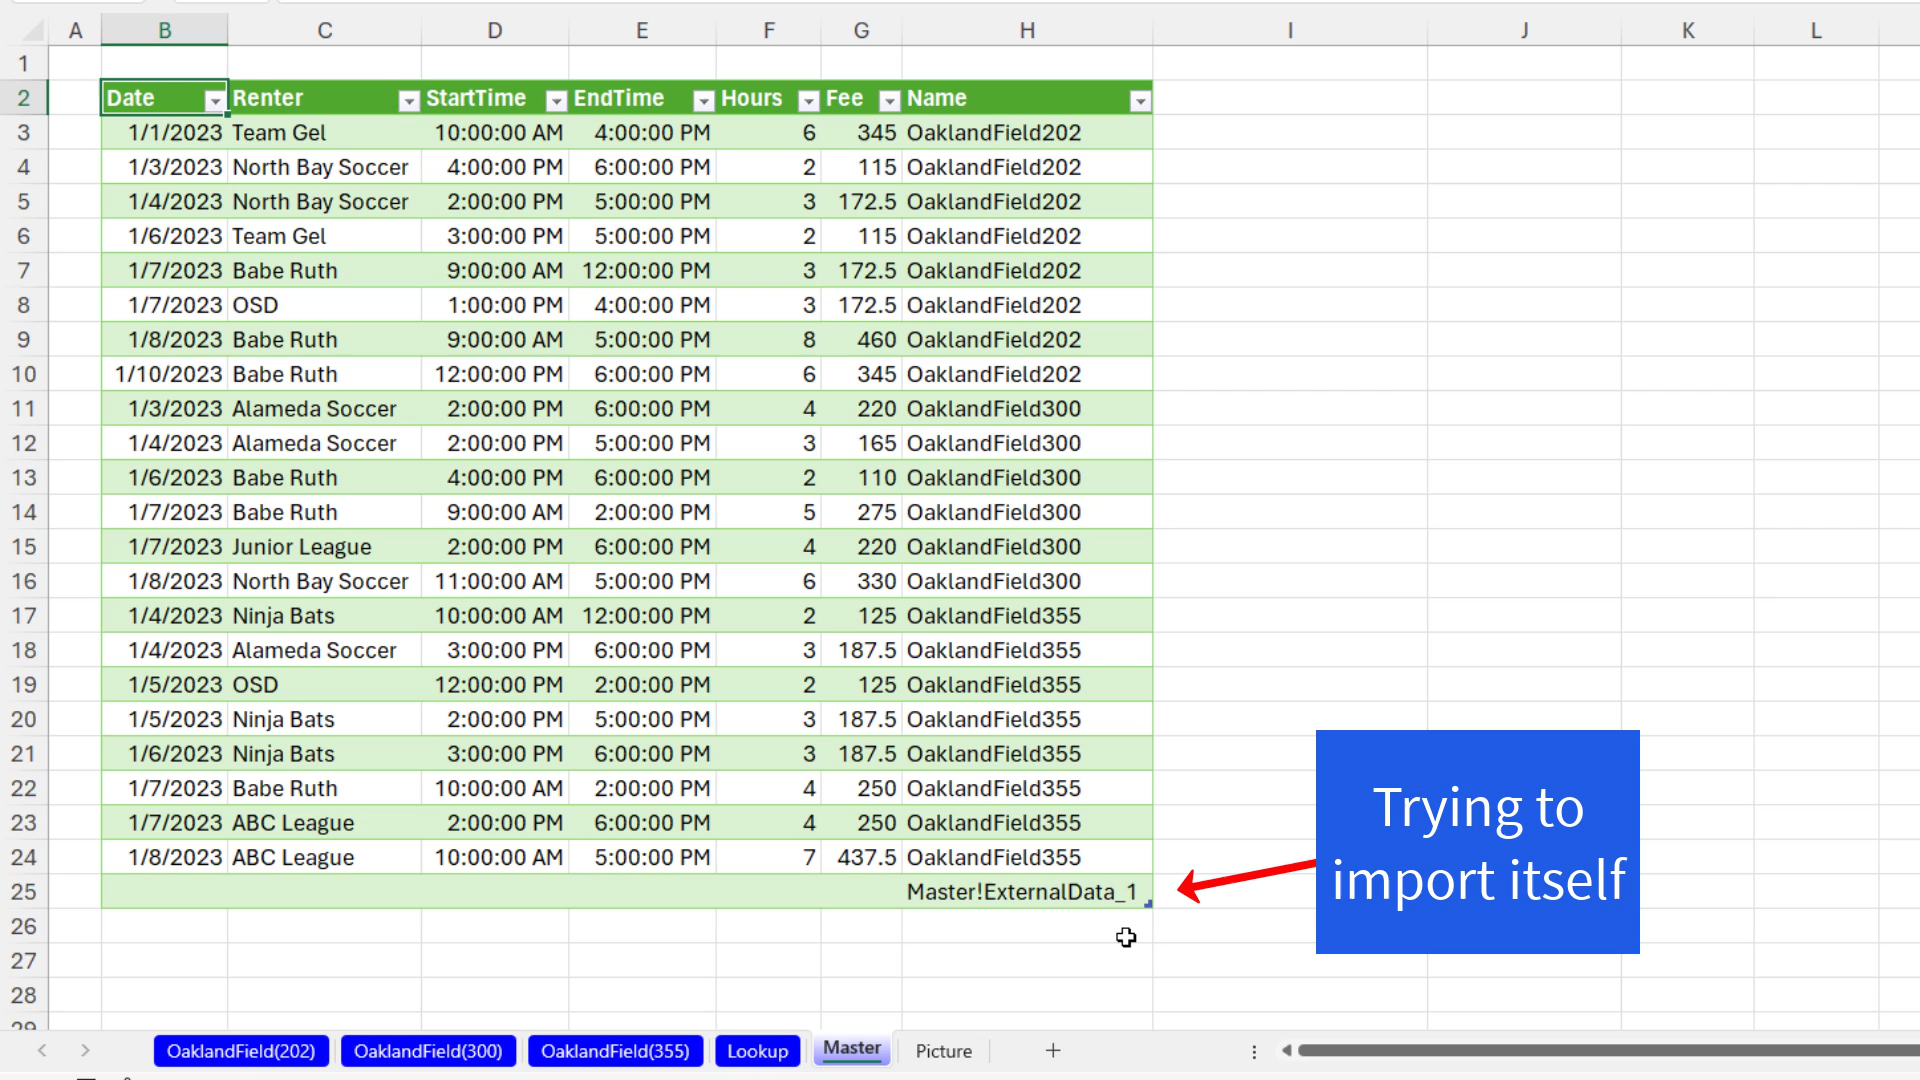 A B C D E F G H I J K L
1
2 Date Renter StartTime EndTime Hours Fee Name
3 1/1/2023 Team Gel 10:00:00 AM 4:00:00 PM 6 345 OaklandField202
4 1/3/2023 North Bay Soccer 4:00:00 PM 6:00:00 PM 2 115 OaklandField202
5 1/4/2023 North Bay Soccer 2:00:00 PM 5:00:00 PM 3 172.5 OaklandField202
6 1/6/2023 Team Gel 3:00:00 PM 5:00:00 PM 2 115 OaklandField202
7 1/7/2023 Babe Ruth 9:00:00 AM 12:00:00 PM 3 172.5 OaklandField202
8 1/7/2023 OSD 1:00:00 PM 4:00:00 PM 3 172.5 OaklandField202
9 1/8/2023 Babe Ruth 9:00:00 AM 5:00:00 PM 8 460 OaklandField202
10 1/10/2023 Babe Ruth 12:00:00 PM 6:00:00 PM 6 345 OaklandField202
11 1/3/2023 Alameda Soccer 2:00:00 PM 6:00:00 PM 4 220 OaklandField300
12 1/4/2023 Alameda Soccer 2:00:00 PM 5:00:00 PM 3 165 OaklandField300
13 1/6/2023 Babe Ruth 4:00:00 PM 6:00:00 PM 2 110 OaklandField300
14 1/7/2023 Babe Ruth 9:00:00 AM 2:00:00 PM 5 275 OaklandField300
15 1/7/2023 Junior League 2:00:00 PM 6:00:00 PM 4 220 OaklandField300
16 1/8/2023 North Bay Soccer 11:00:00 AM 5:00:00 PM 6 330 OaklandField300
17 1/4/2023 Ninja Bats 10:00:00 AM 12:00:00 PM 2 125 OaklandField355
18 1/4/2023 Alameda Soccer 3:00:00 PM 6:00:00 PM 3 187.5 OaklandField355
19 1/5/2023 OSD 12:00:00 PM 2:00:00 PM 2 125 OaklandField355
20 1/5/2023 Ninja Bats 2:00:00 PM 5:00:00 PM 3 187.5 OaklandField355
21 1/6/2023 Ninja Bats 3:00:00 PM 6:00:00 PM 3 187.5 OaklandField355
22 1/7/2023 Babe Ruth 10:00:00 AM 2:00:00 PM 4 250 OaklandField355
23 1/7/2023 ABC League 2:00:00 PM 6:00:00 PM 4 250 OaklandField355
24 1/8/2023 ABC League 10:00:00 AM 5:00:00 PM 7 437.5 OaklandField355
25 Master!ExternalData_1
26
27
28
29
Trying to
import itself
OaklandField(202) OaklandField(300) OaklandField(355) Lookup Master Picture